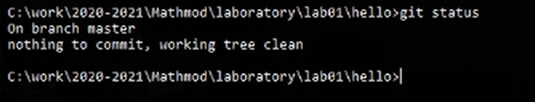 C:\work\2020-2021\Mathmod\laboratory\lab01\hello>git status
On branch master
nothing to commit, working tree clean
C:\work\2020-2021\Mathmod\laboratory\lab01\hello>